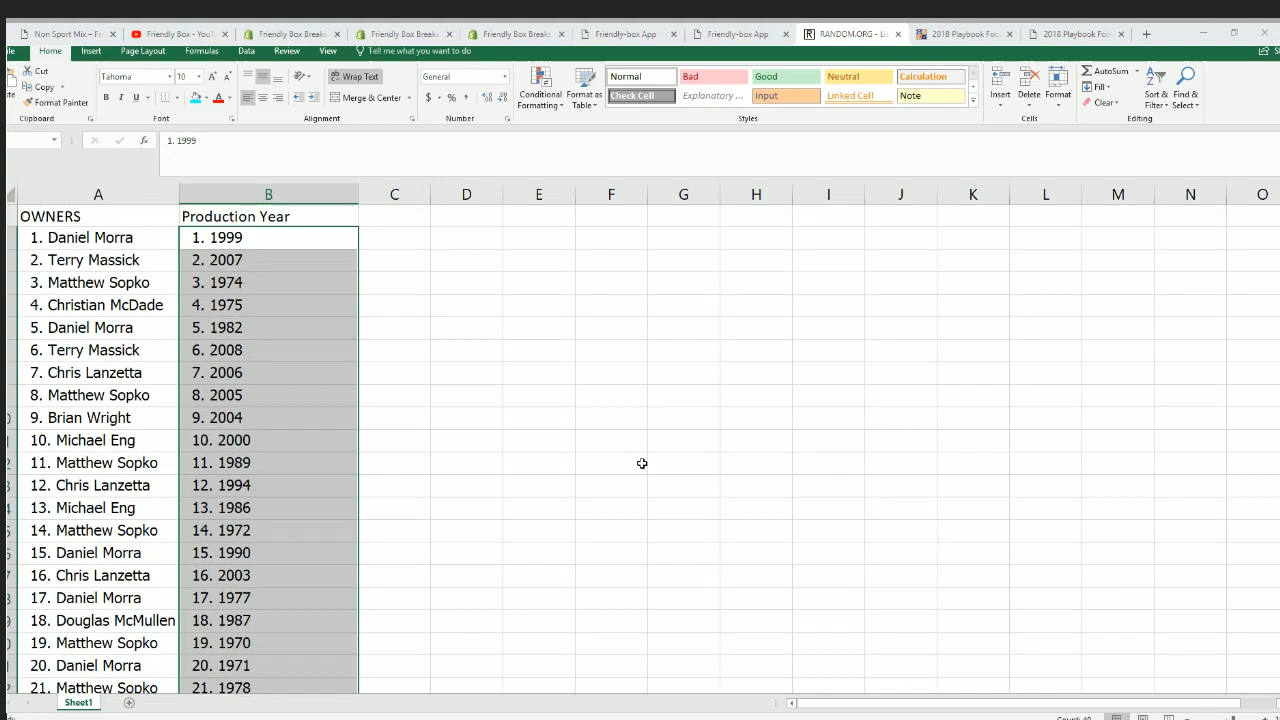 Non Sport Mix – F Friendly Box - YouT Friendly Box Breaks Friendly Box Breaks Friendly Box Breaks Friendly-box App Friendly-box App RANDOM.ORG - Lis 2018 Playbook Foo 2018 Playbook Foo
ile Home Insert Page Layout Formulas Data Review View Tell me what you want to do
Cut
Copy
Format Painter
Clipboard
Tahoma 10
B I U
Font
Wrap Text
Merge & Center
Alignment
General
$ % ,
Number
Conditional Formatting
Format as Table
Normal Bad Good Neutral Calculation
Check Cell Explanatory ... Input Linked Cell Note
Styles
Insert Delete Format
Cells
AutoSum
Fill
Clear
Sort & Filter
Find & Select
Editing
fx 1. 1999
A B C D E F G H I J K L M N O
OWNERS Production Year
1. Daniel Morra 1. 1999
2. Terry Massick 2. 2007
3. Matthew Sopko 3. 1974
4. Christian McDade 4. 1975
5. Daniel Morra 5. 1982
6. Terry Massick 6. 2008
7. Chris Lanzetta 7. 2006
8. Matthew Sopko 8. 2005
9. Brian Wright 9. 2004
10. Michael Eng 10. 2000
11. Matthew Sopko 11. 1989
12. Chris Lanzetta 12. 1994
13. Michael Eng 13. 1986
14. Matthew Sopko 14. 1972
15. Daniel Morra 15. 1990
16. Chris Lanzetta 16. 2003
17. Daniel Morra 17. 1977
18. Douglas McMullen 18. 1987
19. Matthew Sopko 19. 1970
20. Daniel Morra 20. 1971
21. Matthew Sopko 21. 1978
Sheet1